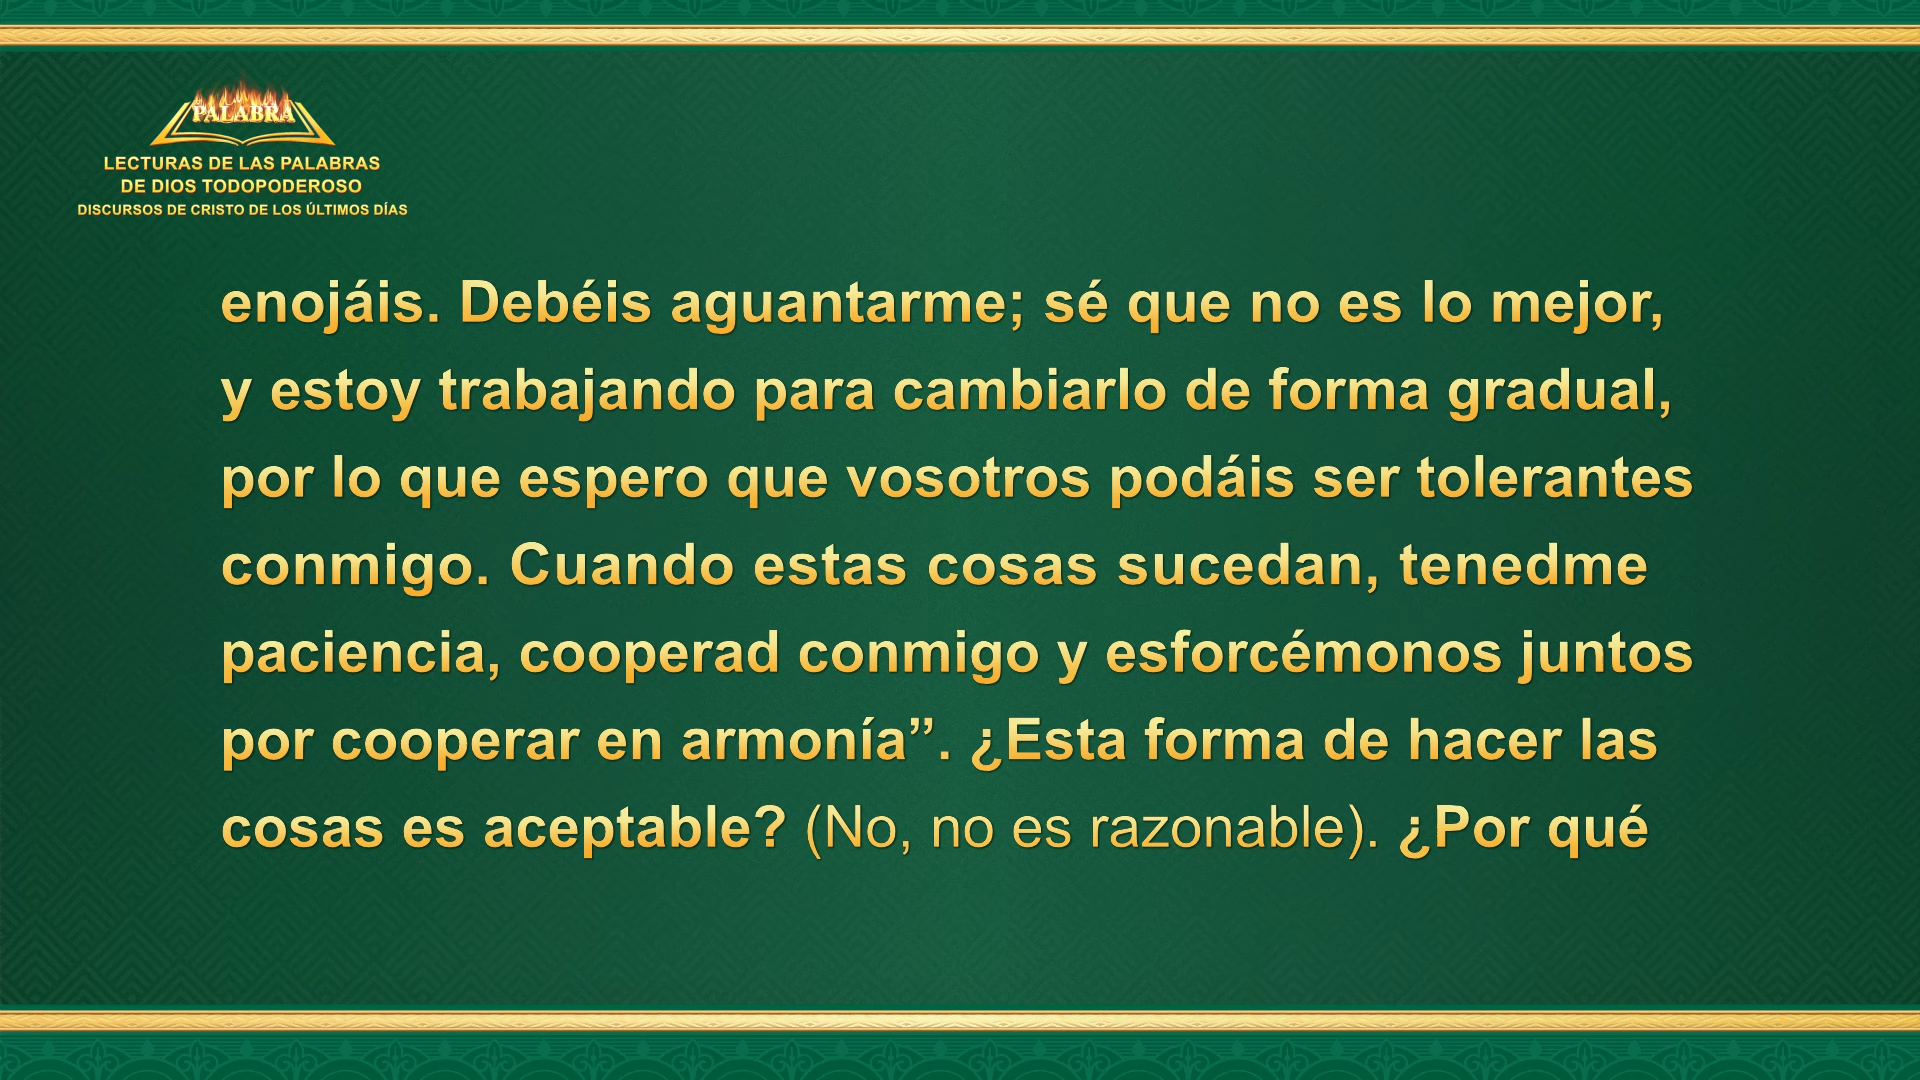 PALABRA
LECTURAS DE LAS PALABRAS
DE DIOS TODOPODEROSO
DISCURSOS DE CRISTO DE LOS ÚLTIMOS DÍAS
enojáis. Debéis aguantarme; sé que no es lo mejor,
y estoy trabajando para cambiarlo de forma gradual,
por lo que espero que vosotros podáis ser tolerantes
conmigo. Cuando estas cosas sucedan, tenedme
paciencia, cooperad conmigo y esforcémonos juntos
por cooperar en armonía”. ¿Esta forma de hacer las
cosas es aceptable? (No, no es razonable). ¿Por qué